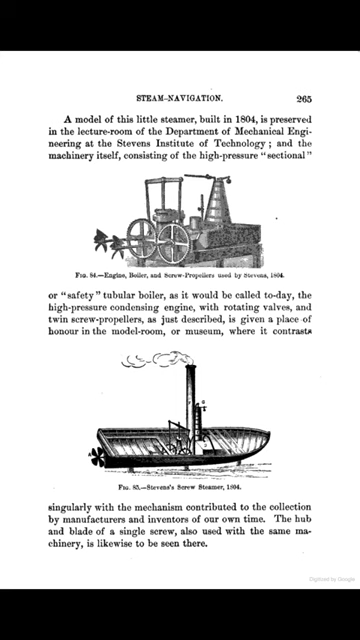 STEAM-NAVIGATION. 265
A model of this little steamer, built in 1804, is preserved
in the lecture-room of the Department of Mechanical Engi-
neering at the Stevens Institute of Technology; and the
machinery itself, consisting of the high-pressure “sectional”
Fig. 84.—Engine, Boiler, and Screw-Propellers used by Stevens, 1804.
or “safety” tubular boiler, as it would be called to-day, the
high-pressure condensing engine, with rotating valves, and
twin screw-propellers, as just described, is given a place of
honour in the model-room, or museum, where it contrasts
Fig. 85.—Stevens's Screw Steamer, 1804.
singularly with the mechanism contributed to the collection
by manufacturers and inventors of our own time. The hub
and blade of a single screw, also used with the same ma-
chinery, is likewise to be seen there.
Digitized by Google